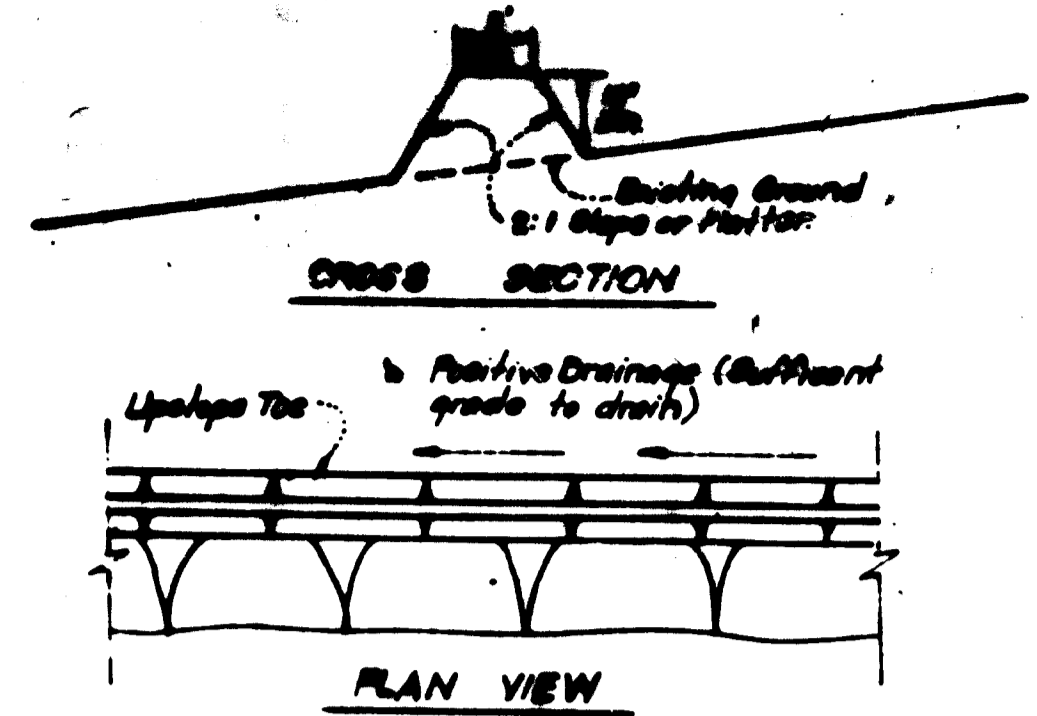 Existing Ground
2:1 Slope or Flatter.
CROSS SECTION
Positive Drainage (Sufficient
grade to drain)
Upslope Toe
PLAN VIEW